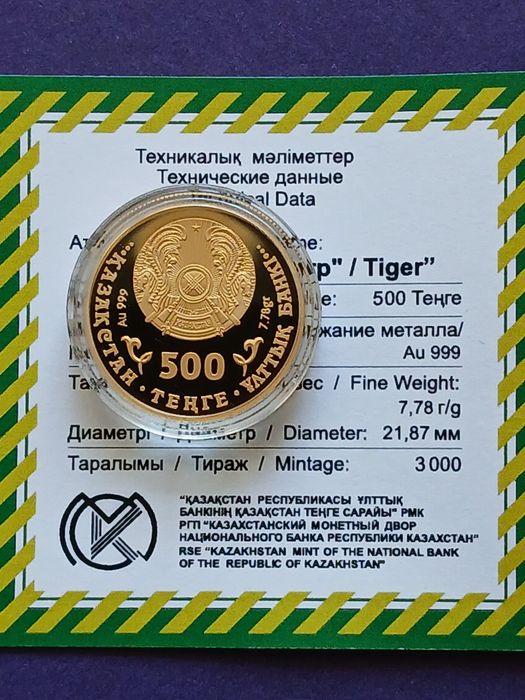 Техникалық мәліметтер
Технические данные
Data
"/ Tiger”
500 Теңге
металла/
Au 999
/ Fine Weight:
7,78 г/g
Диаметрі / / Diameter: 21,87 мм
Таралымы / Тираж / Mintage: 3 000
"ҚАЗАҚСТАН РЕСПУБЛИКАСЫ ҰЛТТЫҚ
БАНКІНІҢ ҚАЗАҚСТАН ТЕҢГЕ САРАЙЫ" РМК
РГП "КАЗАХСТАНСКИЙ МОНЕТНЫЙ ДВОР
НАЦИОНАЛЬНОГО БАНКА РЕСПУБЛИКИ КАЗАХСТАН"
RSE "KAZAKHSTAN MINT OF THE NATIONAL BANK
OF THE REPUBLIC OF KAZAKHSTAN"
ҚАЗАҚСТАН • ТЕҢГЕ • ҰЛТТЫҚ БАНКІ
Au 999
7.78gr
500